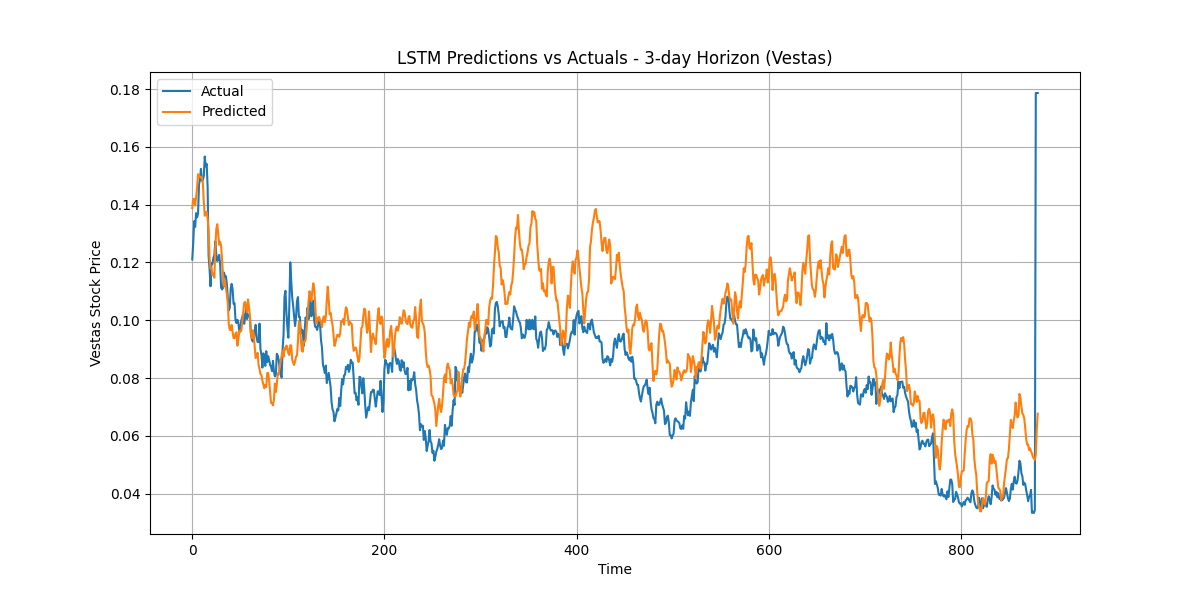 LSTM Predictions vs Actuals - 3-day Horizon (Vestas)
Actual
Predicted
Vestas Stock Price
0.18
0.16
0.14
0.12
0.10
0.08
0.06
0.04
0 200 400 600 800
Time